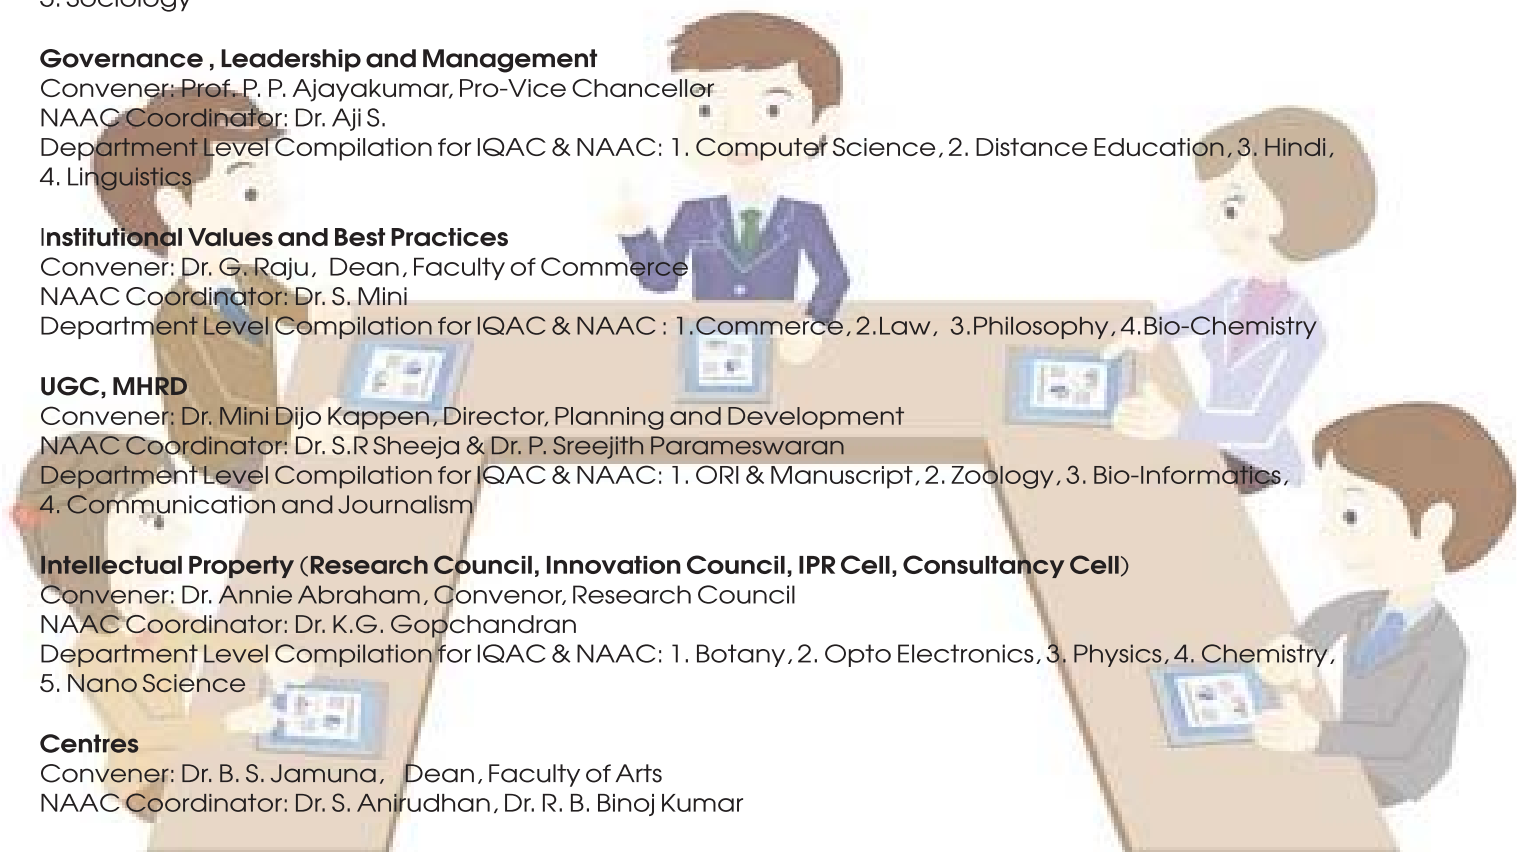 5. Sociology
Governance , Leadership and Management
Convener: Prof. P. P. Ajayakumar, Pro-Vice Chancellor
NAAC Coordinator: Dr. Aji S.
Department Level Compilation for IQAC & NAAC: 1. Computer Science, 2. Distance Education, 3. Hindi,
4. Linguistics
Institutional Values and Best Practices
Convener: Dr. G. Raju, Dean, Faculty of Commerce
NAAC Coordinator: Dr. S. Mini
Department Level Compilation for IQAC & NAAC : 1.Commerce, 2.Law, 3.Philosophy, 4.Bio-Chemistry
UGC, MHRD
Convener: Dr. Mini Dijo Kappen, Director, Planning and Development
NAAC Coordinator: Dr. S.R Sheeja & Dr. P. Sreejith Parameswaran
Department Level Compilation for IQAC & NAAC: 1. ORI & Manuscript, 2. Zoology, 3. Bio-Informatics,
4. Communication and Journalism
Intellectual Property (Research Council, Innovation Council, IPR Cell, Consultancy Cell)
Convener: Dr. Annie Abraham, Convenor, Research Council
NAAC Coordinator: Dr. K.G. Gopchandran
Department Level Compilation for IQAC & NAAC: 1. Botany, 2. Opto Electronics, 3. Physics, 4. Chemistry,
5. Nano Science
Centres
Convener: Dr. B. S. Jamuna, Dean, Faculty of Arts
NAAC Coordinator: Dr. S. Anirudhan, Dr. R. B. Binoj Kumar